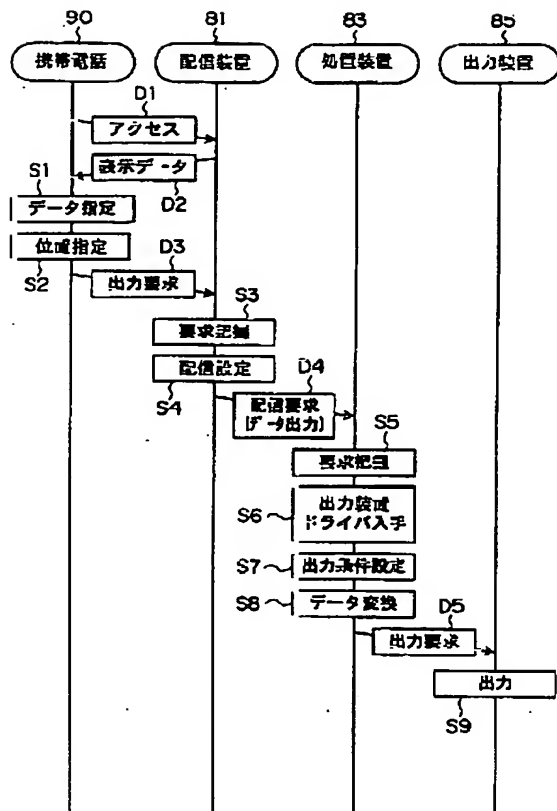 90
81
83
85
携帯電話
配信装置
処置装置
出力装置
D1
アクセス
表示データ
D2
S1
データ指定
位置指定
S2
D3
出力要求
S3
要求把握
配信設定
S4
D4
配信要求
(データ出力)
S5
要求把握
S6
出力装置
ドライバ入手
S7
出力条件設定
S8
データ変換
D5
出力要求
出力
S9